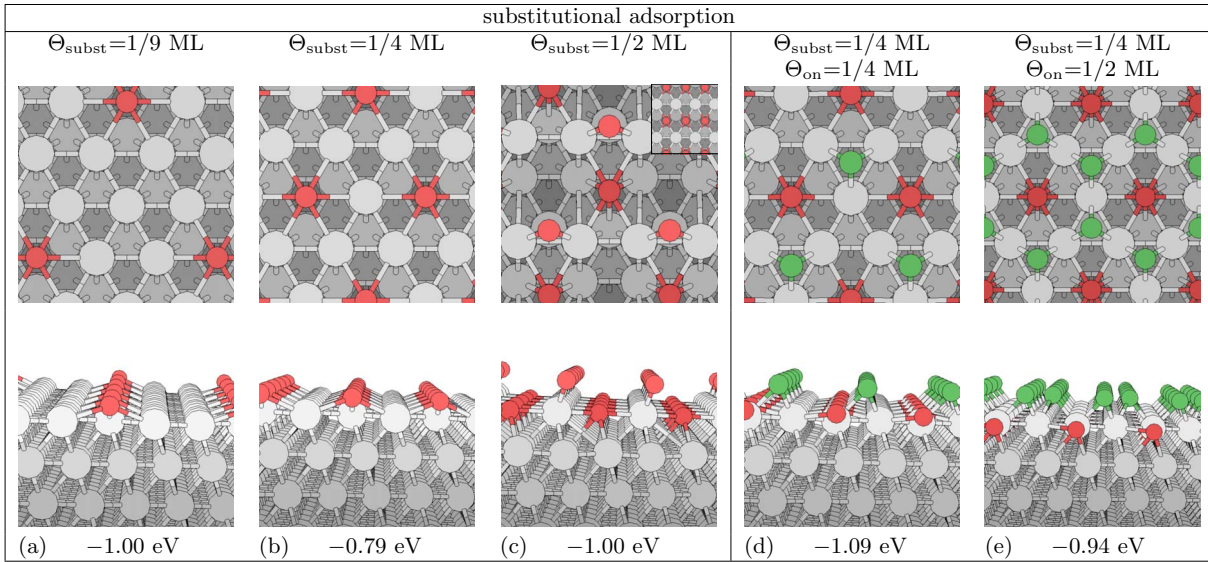 substitutional adsorption
Θsubst=1/9 ML Θsubst=1/4 ML Θsubst=1/2 ML Θsubst=1/4 ML Θsubst=1/4 ML
Θon=1/4 ML Θon=1/2 ML
(a) −1.00 eV (b) −0.79 eV (c) −1.00 eV (d) −1.09 eV (e) −0.94 eV